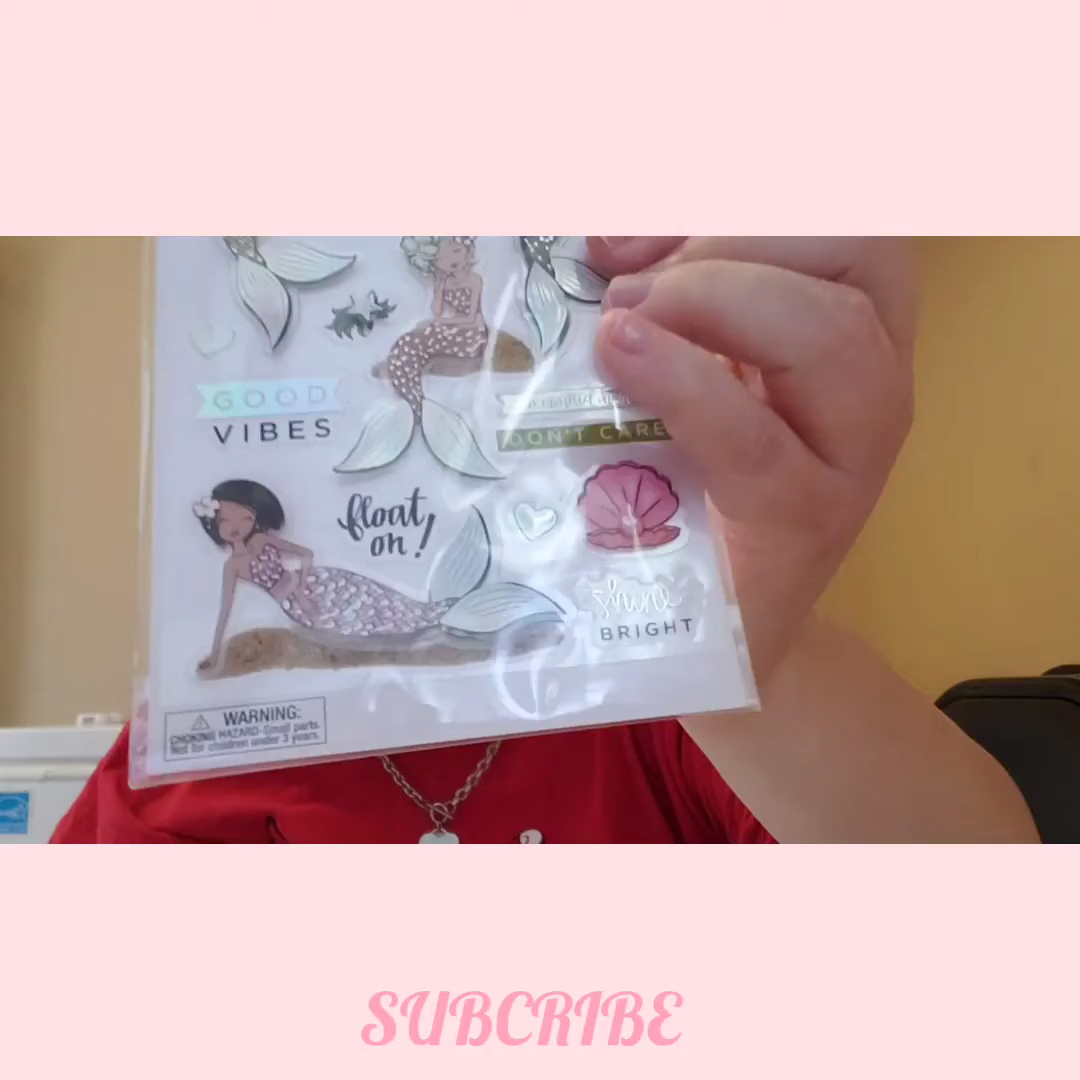 GOOD
VIBES
DON'T CARE
float
on!
shine
BRIGHT
WARNING:
CHOKING HAZARD-Small parts.
Not for children under 3 years.
SUBCRIBE